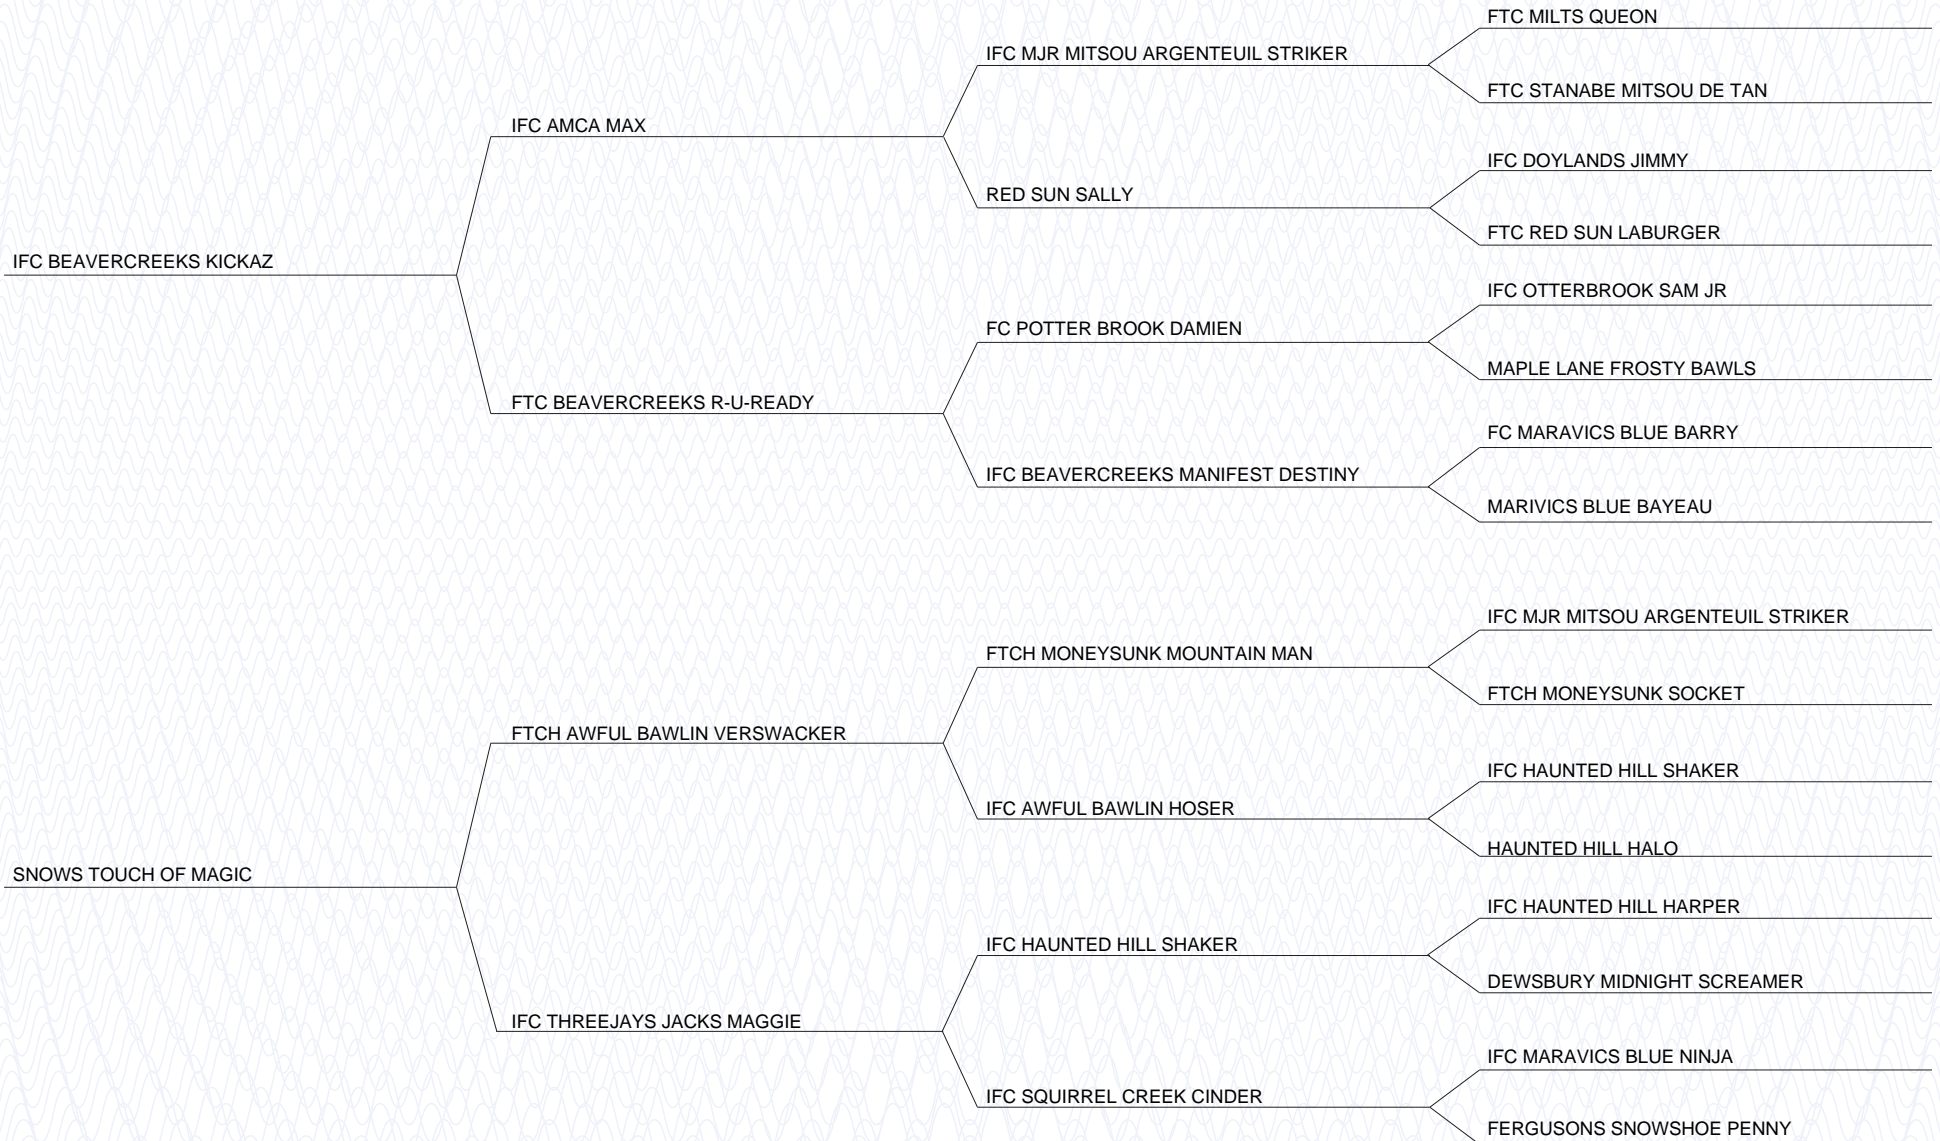 FTC MILTS QUEON
IFC MJR MITSOU ARGENTEUIL STRIKER
FTC STANABE MITSOU DE TAN
IFC AMCA MAX
IFC DOYLANDS JIMMY
RED SUN SALLY
FTC RED SUN LABURGER
IFC BEAVERCREEKS KICKAZ
IFC OTTERBROOK SAM JR
FC POTTER BROOK DAMIEN
MAPLE LANE FROSTY BAWLS
FTC BEAVERCREEKS R-U-READY
FC MARAVICS BLUE BARRY
IFC BEAVERCREEKS MANIFEST DESTINY
MARIVICS BLUE BAYEAU
IFC MJR MITSOU ARGENTEUIL STRIKER
FTCH MONEYSUNK MOUNTAIN MAN
FTCH MONEYSUNK SOCKET
FTCH AWFUL BAWLIN VERSWACKER
IFC HAUNTED HILL SHAKER
IFC AWFUL BAWLIN HOSER
HAUNTED HILL HALO
SNOWS TOUCH OF MAGIC
IFC HAUNTED HILL HARPER
IFC HAUNTED HILL SHAKER
DEWSBURY MIDNIGHT SCREAMER
IFC THREEJAYS JACKS MAGGIE
IFC MARAVICS BLUE NINJA
IFC SQUIRREL CREEK CINDER
FERGUSONS SNOWSHOE PENNY